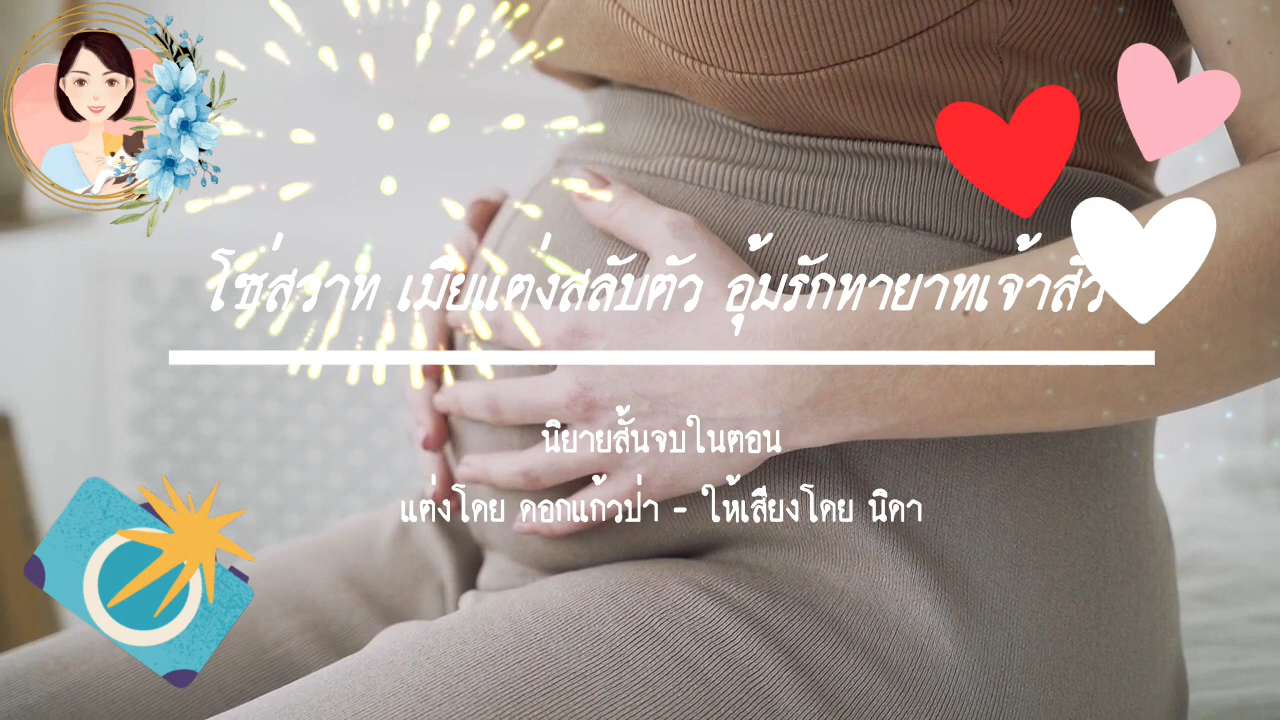 โซ่สวาท เมียแต่งสลับตัว อุ้มรักทายาทเจ้าสัว
นิยายสั้นจบในตอน
แต่งโดย ดอกแก้วป่า - ให้เสียงโดย นิดา